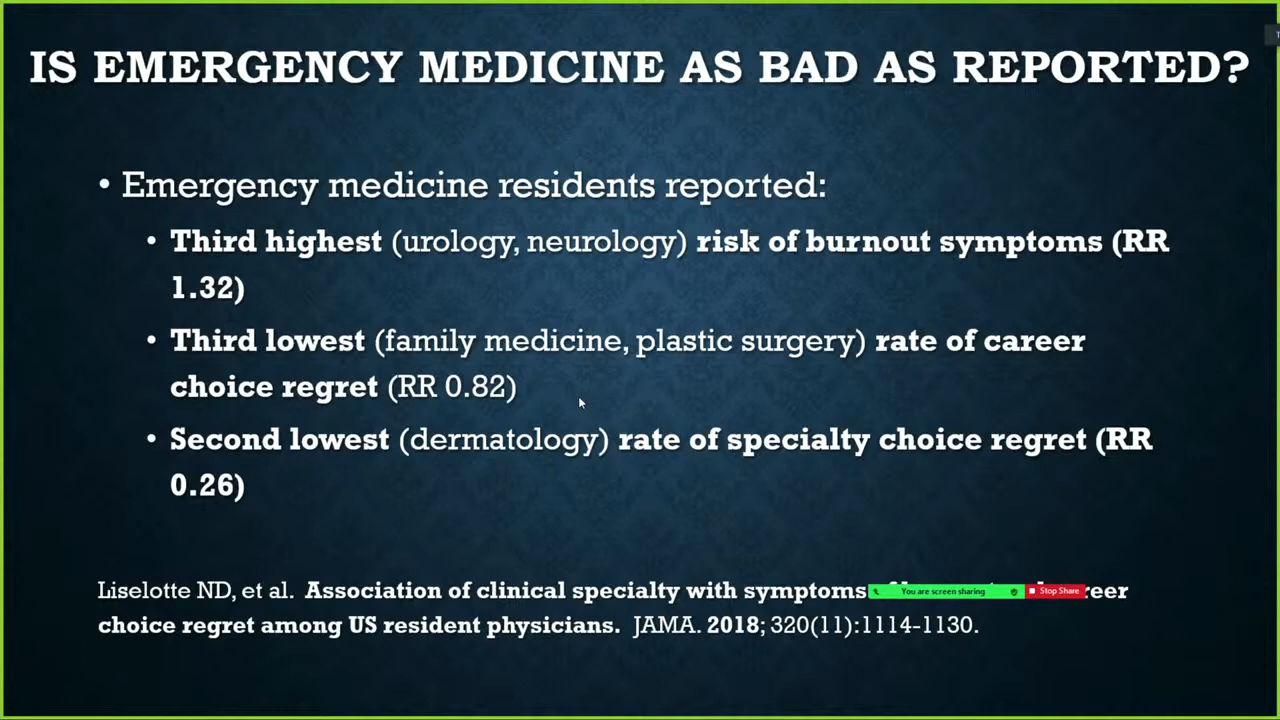 IS EMERGENCY MEDICINE AS BAD AS REPORTED?
• Emergency medicine residents reported:
• Third highest (urology, neurology) risk of burnout symptoms (RR
1.32)
• Third lowest (family medicine, plastic surgery) rate of career
choice regret (RR 0.82)
• Second lowest (dermatology) rate of specialty choice regret (RR
0.26)
Liselotte ND, et al. Association of clinical specialty with symptoms
You are screen sharing Stop Share
choice regret among US resident physicians. JAMA. 2018; 320(11):1114-1130.